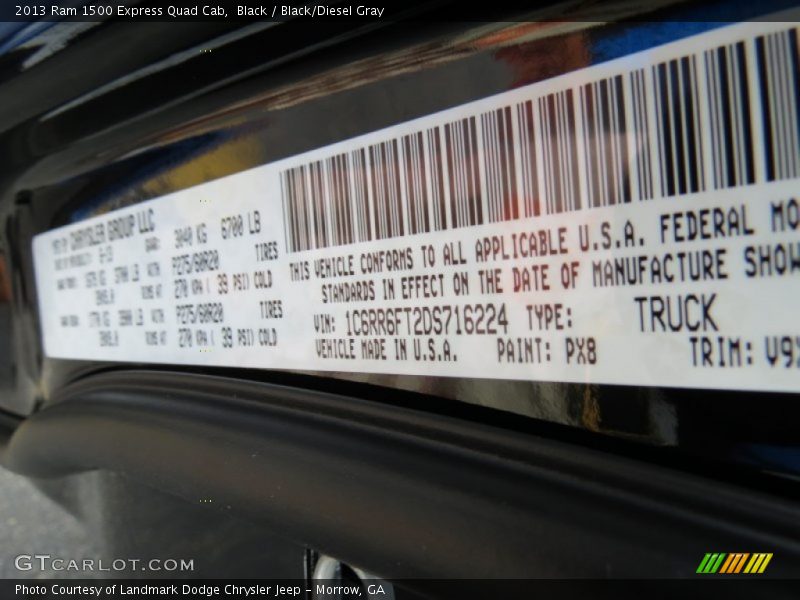 2013 Ram 1500 Express Quad Cab, Black / Black/Diesel Gray
CHRYSLER GROUP LLC
3040 KG 6700 LB
TIRES
P275/60R20
270 KPA ( 39 PSI) COLD
TIRES
P275/60R20
270 KPA ( 39 PSI) COLD
THIS VEHICLE CONFORMS TO ALL APPLICABLE U.S.A. FEDERAL MO
STANDARDS IN EFFECT ON THE DATE OF MANUFACTURE SHOW
VIN: 1C6RR6FT2DS716224 TYPE: TRUCK
VEHICLE MADE IN U.S.A. PAINT: PX8 TRIM: V9X
GTCARLOT.COM
Photo Courtesy of Landmark Dodge Chrysler Jeep - Morrow, GA